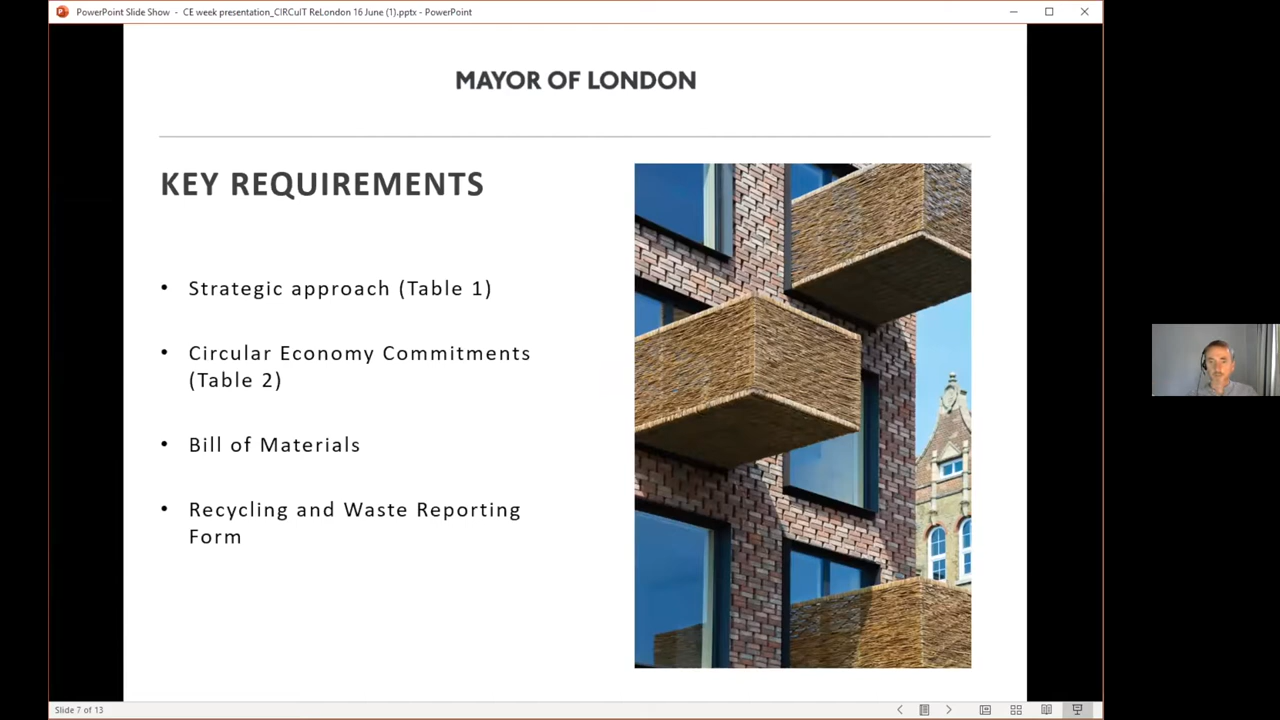 PowerPoint Slide Show - CE week presentation_CIRCuIT ReLondon 16 June (1).pptx - PowerPoint
MAYOR OF LONDON
KEY REQUIREMENTS
• Strategic approach (Table 1)
• Circular Economy Commitments
(Table 2)
• Bill of Materials
• Recycling and Waste Reporting
Form
Slide 7 of 13